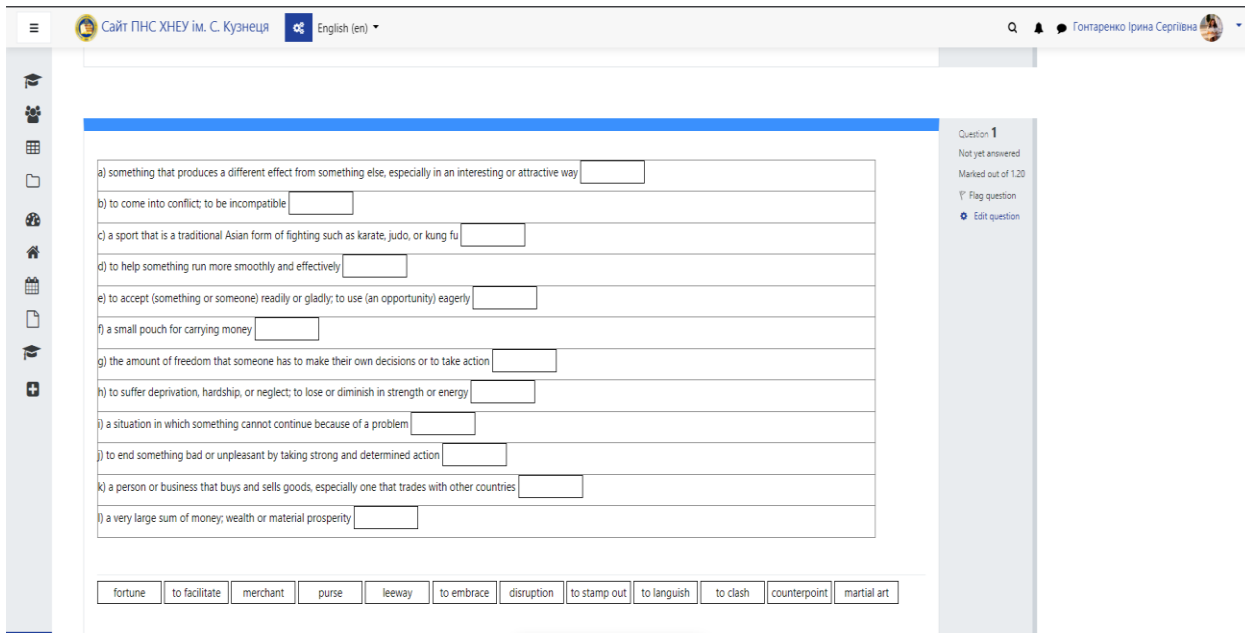 Сайт ПНС ХНЕУ ім. С. Кузнеця
English (en)
Гонтаренко Ірина Сергіївна
Question 1
Not yet answered
Marked out of 1.20
Flag question
Edit question
a) something that produces a different effect from something else, especially in an interesting or attractive way
b) to come into conflict; to be incompatible
c) a sport that is a traditional Asian form of fighting such as karate, judo, or kung fu
d) to help something run more smoothly and effectively
e) to accept (something or someone) readily or gladly; to use (an opportunity) eagerly
f) a small pouch for carrying money
g) the amount of freedom that someone has to make their own decisions or to take action
h) to suffer deprivation, hardship, or neglect; to lose or diminish in strength or energy
i) a situation in which something cannot continue because of a problem
j) to end something bad or unpleasant by taking strong and determined action
k) a person or business that buys and sells goods, especially one that trades with other countries
l) a very large sum of money; wealth or material prosperity
fortune to facilitate merchant purse leeway to embrace disruption to stamp out to languish to clash counterpoint martial art